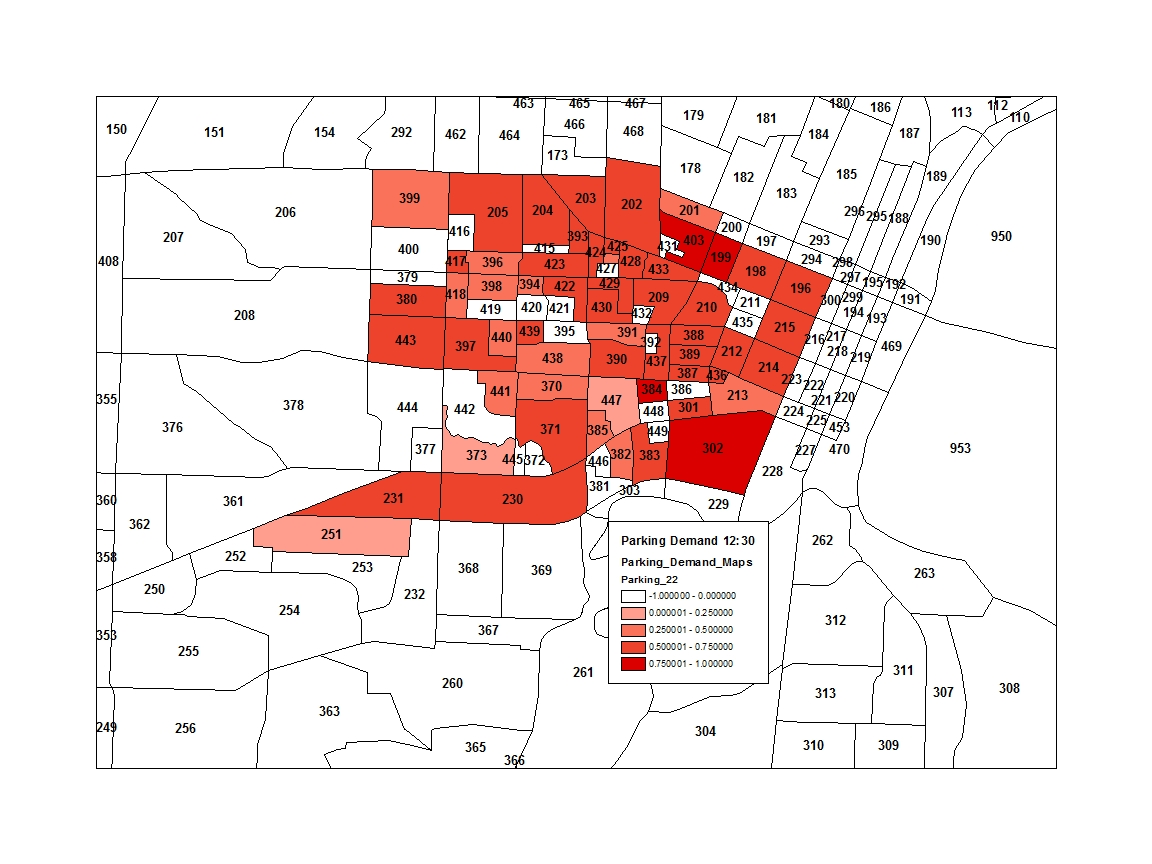 463 465 467 180 186 112
150 151 154 292 462 464 466 468 179 181 184 187 113 110
173 178 182 183 185 189
206 399 205 204 203 202 201 200 296 295 188
207 400 416 415 393 424 425 431 403 199 197 293 190 950
408 379 417 396 423 427 428 433 198 294 298
380 418 398 394 422 429 209 434 196 297 195 192
208 419 420 421 430 432 210 211 300 299 191
443 397 440 439 395 391 392 388 435 215 194 193
438 390 437 389 212 216 217 218 219 469
355 378 444 442 441 370 447 384 386 387 436 214 223 222
376 371 385 448 301 213 221 220
377 373 445 372 446 382 449 383 302 224 225 453
360 361 231 230 381 303 227 470 953
362 251 229 228
358 252 253 368 369 262
250 254 232 263
353 255 367 312
260 261 311
249 256 363 365 366 304 313 307 308
310 309
Parking Demand 12:30
Parking_Demand_Maps
Parking_22
-1.000000 - 0.000000
0.000001 - 0.250000
0.250001 - 0.500000
0.500001 - 0.750000
0.750001 - 1.000000